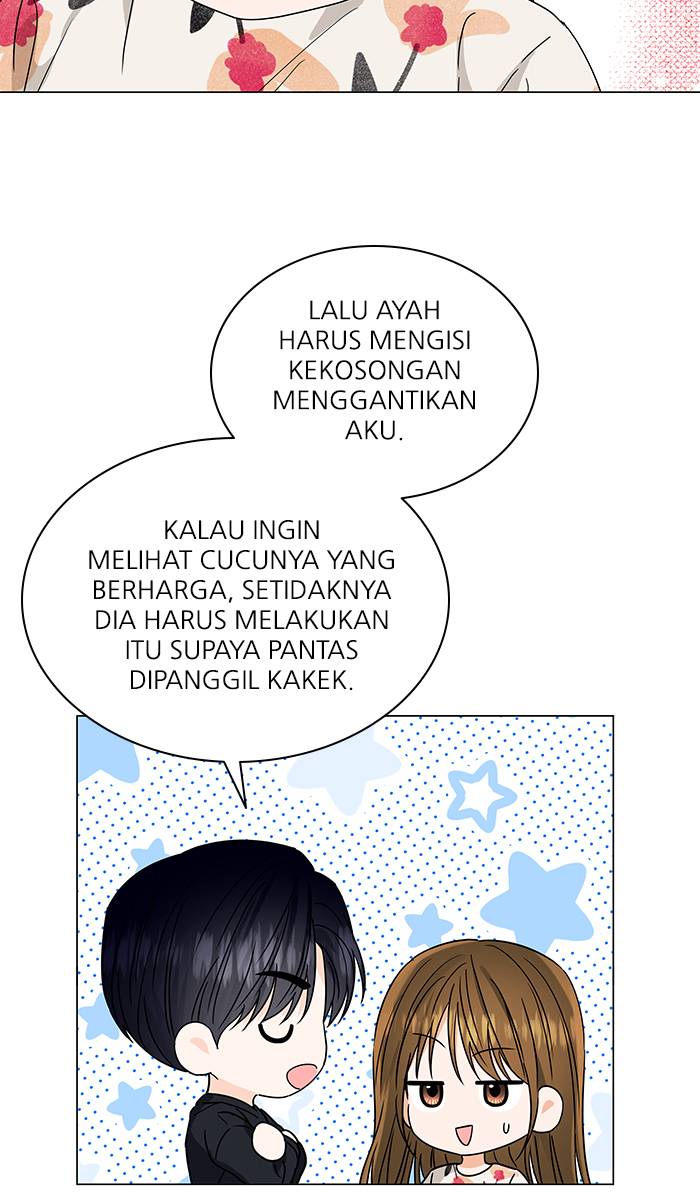 LALU AYAH
HARUS MENGISI
KEKOSONGAN
MENGGANTIKAN
AKU.
KALAU INGIN
MELIHAT CUCUNYA YANG
BERHARGA, SETIDAKNYA
DIA HARUS MELAKUKAN
ITU SUPAYA PANTAS
DIPANGGIL KAKEK.